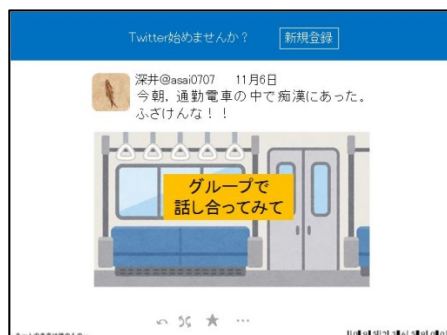 Twitter始めませんか？ 新規登録
深井@asai0707 11月6日
今朝，通勤電車の中で痴漢にあった。
ふざけんな！！
グループで
話し合ってみて